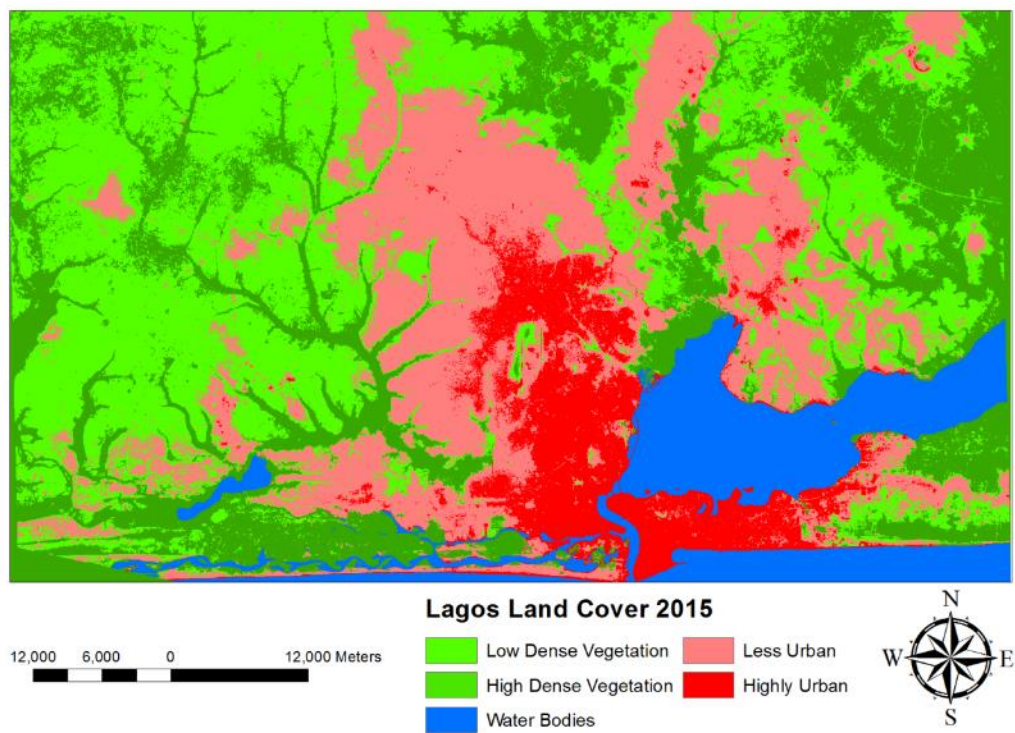 Lagos Land Cover 2015
12,000 6,000 0 12,000 Meters
Low Dense Vegetation
High Dense Vegetation
Water Bodies
Less Urban
Highly Urban
N
W E
S